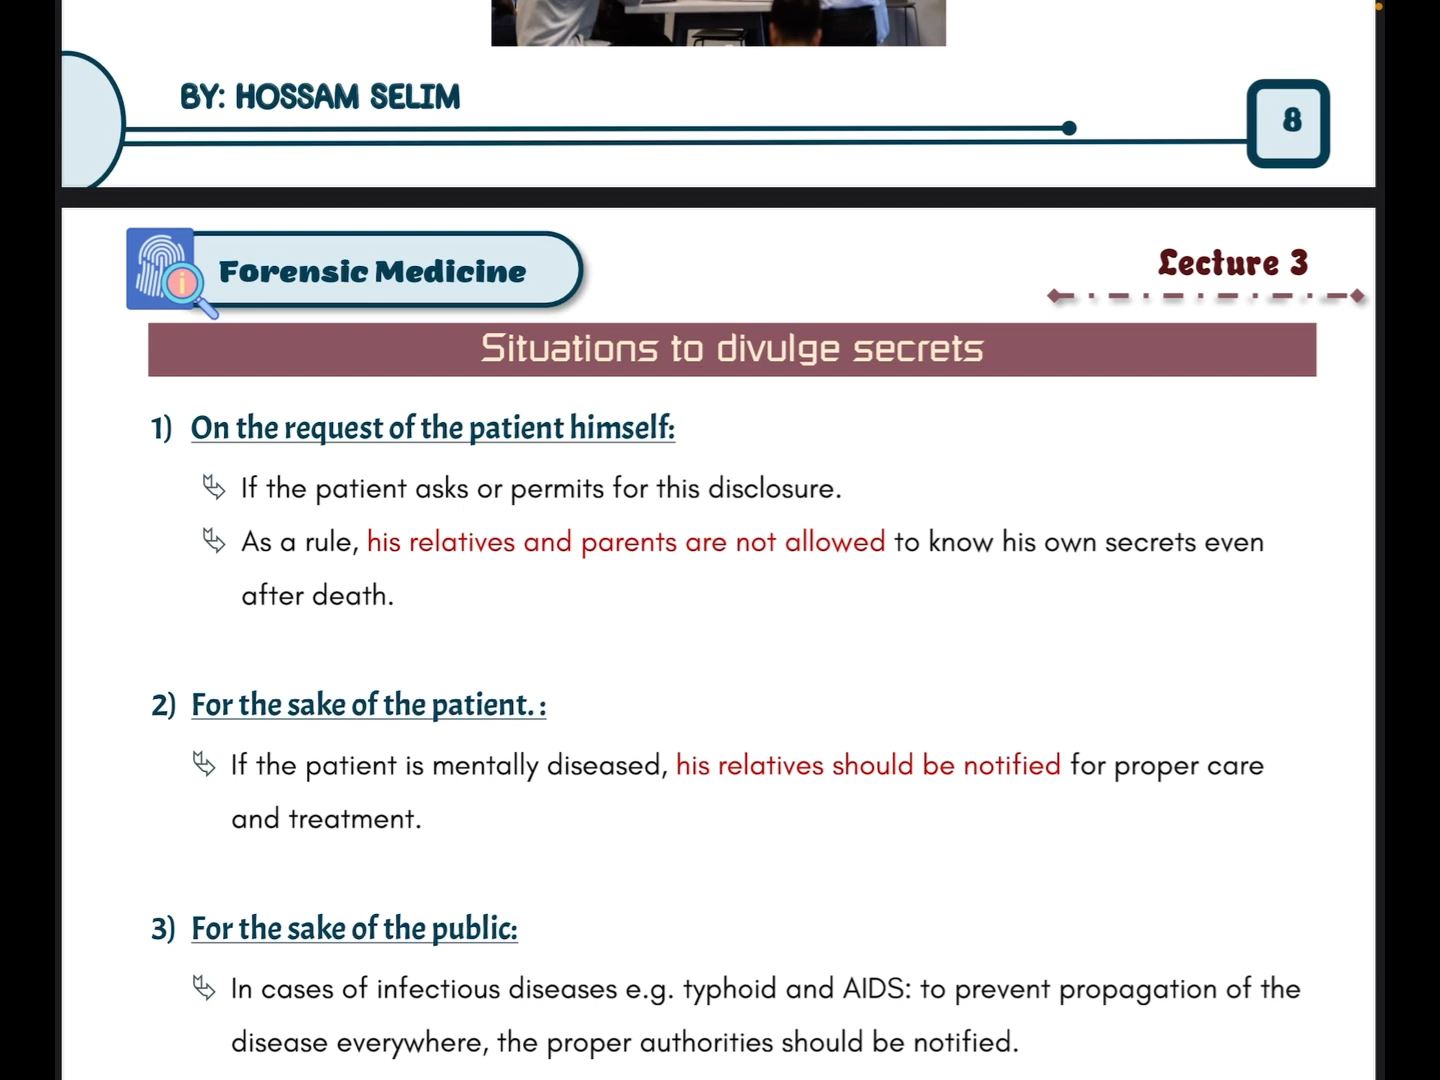 BY: HOSSAM SELIM
8
Forensic Medicine
Lecture 3
Situations to divulge secrets
1) On the request of the patient himself:
If the patient asks or permits for this disclosure.
As a rule, his relatives and parents are not allowed to know his own secrets even
after death.
2) For the sake of the patient. :
If the patient is mentally diseased, his relatives should be notified for proper care
and treatment.
3) For the sake of the public:
In cases of infectious diseases e.g. typhoid and AIDS: to prevent propagation of the
disease everywhere, the proper authorities should be notified.